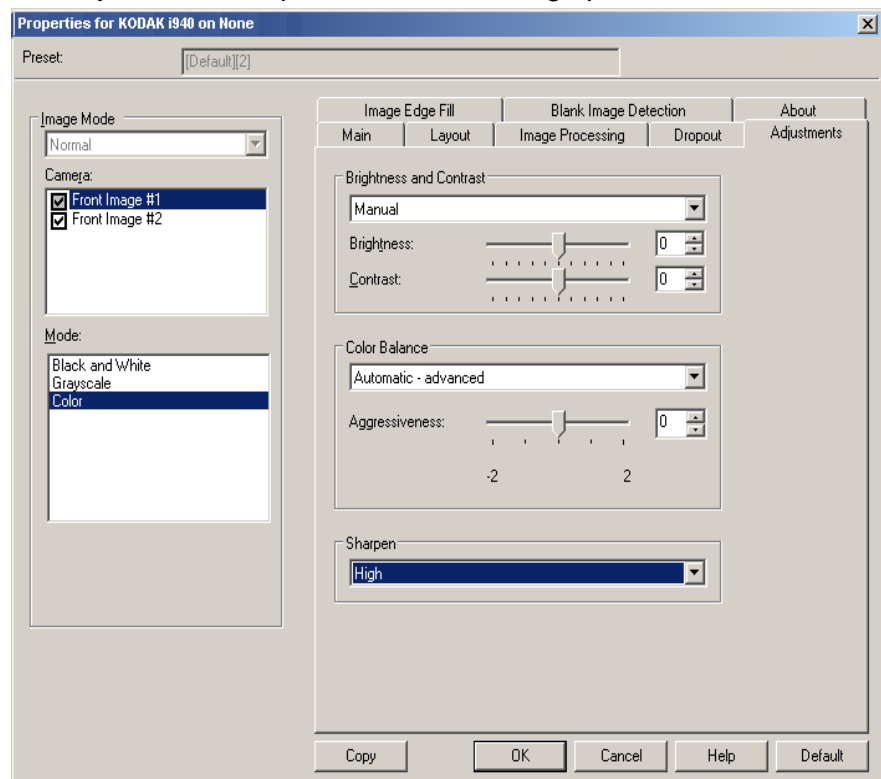 Properties for KODAK i940 on None
Preset:
[Default][2]
Image Mode
Normal
Camera:
Front Image #1
Front Image #2
Mode:
Black and White
Grayscale
Color
Image Edge Fill
Blank Image Detection
About
Main
Layout
Image Processing
Dropout
Adjustments
Brightness and Contrast
Manual
Brightness:
0
Contrast:
0
Color Balance
Automatic - advanced
Aggressiveness:
0
-2
2
Sharpen
High
Copy
OK
Cancel
Help
Default